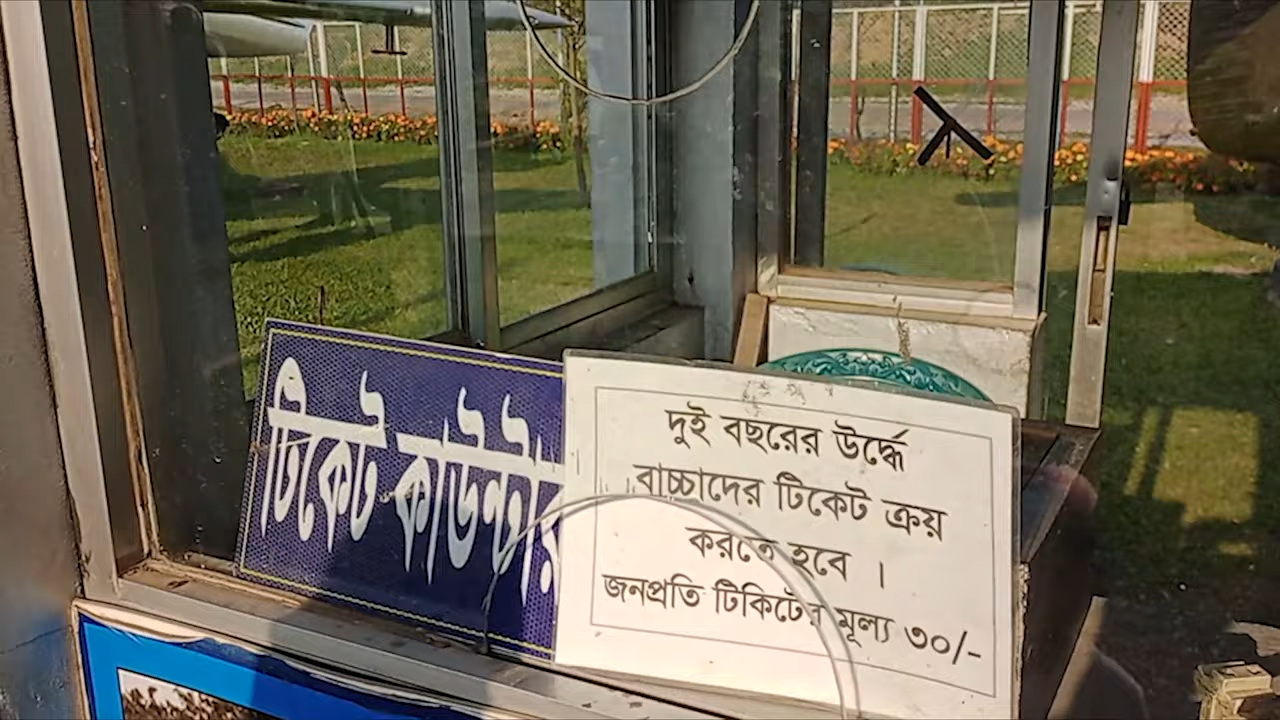 টিকেট কাউন্টার
দুই বছরের উর্দ্ধে
বাচ্চাদের টিকেট ক্রয়
করতে হবে ।
জনপ্রতি টিকিটের মূল্য ৩০/-